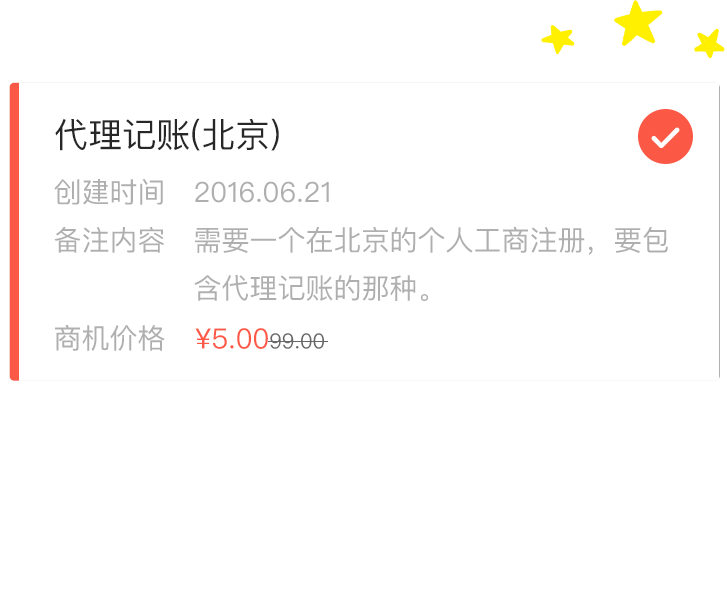 代理记账(北京)
创建时间 2016.06.21
备注内容 需要一个在北京的个人工商注册，要包
含代理记账的那种。
商机价格 ¥5.00 99.00